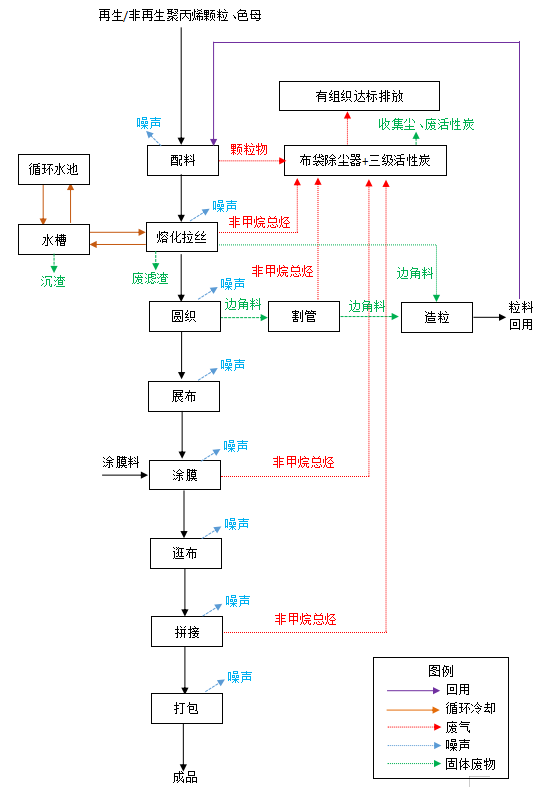 再生/非再生聚丙烯颗粒、色母
有组织达标排放
噪声
收集尘、废活性炭
颗粒物
配料
布袋除尘器+三级活性炭
循环水池
噪声
非甲烷总烃
水槽
熔化拉丝
沉渣
废滤渣
非甲烷总烃
边角料
噪声
边角料
边角料
圆织
割管
造粒
粒料
回用
噪声
展布
噪声
涂膜料
涂膜
非甲烷总烃
噪声
逛布
噪声
非甲烷总烃
拼接
噪声
打包
成品
图例
回用
循环冷却
废气
噪声
固体废物